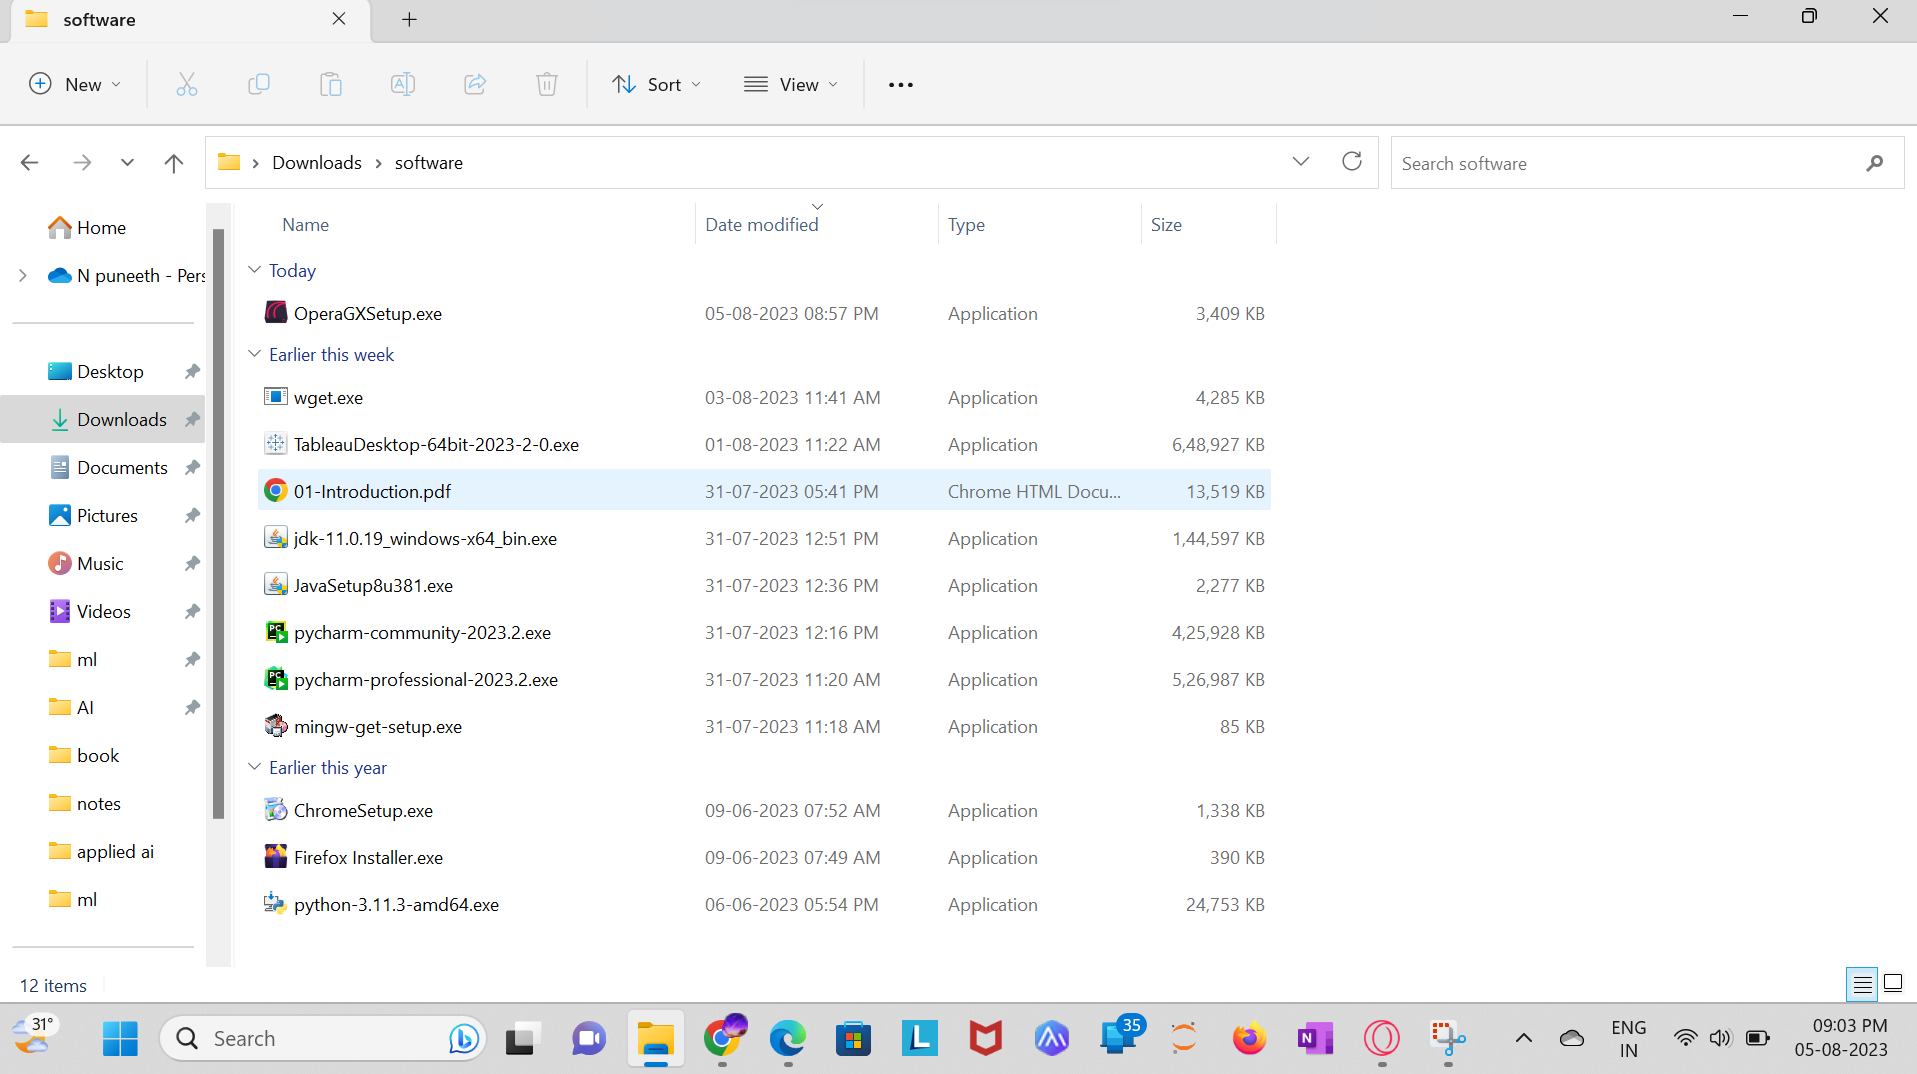 software
New
Sort
View
Downloads
software
Search software
Home
N puneeth - Pers
Desktop
Downloads
Documents
Pictures
Music
Videos
ml
AI
book
notes
applied ai
ml
Name Date modified Type Size
Today
OperaGXSetup.exe 05-08-2023 08:57 PM Application 3,409 KB
Earlier this week
wget.exe 03-08-2023 11:41 AM Application 4,285 KB
TableauDesktop-64bit-2023-2-0.exe 01-08-2023 11:22 AM Application 6,48,927 KB
01-Introduction.pdf 31-07-2023 05:41 PM Chrome HTML Docu... 13,519 KB
jdk-11.0.19_windows-x64_bin.exe 31-07-2023 12:51 PM Application 1,44,597 KB
JavaSetup8u381.exe 31-07-2023 12:36 PM Application 2,277 KB
pycharm-community-2023.2.exe 31-07-2023 12:16 PM Application 4,25,928 KB
pycharm-professional-2023.2.exe 31-07-2023 11:20 AM Application 5,26,987 KB
mingw-get-setup.exe 31-07-2023 11:18 AM Application 85 KB
Earlier this year
ChromeSetup.exe 09-06-2023 07:52 AM Application 1,338 KB
Firefox Installer.exe 09-06-2023 07:49 AM Application 390 KB
python-3.11.3-amd64.exe 06-06-2023 05:54 PM Application 24,753 KB
12 items
31°
Search
L
35
N
ENG
IN
09:03 PM
05-08-2023